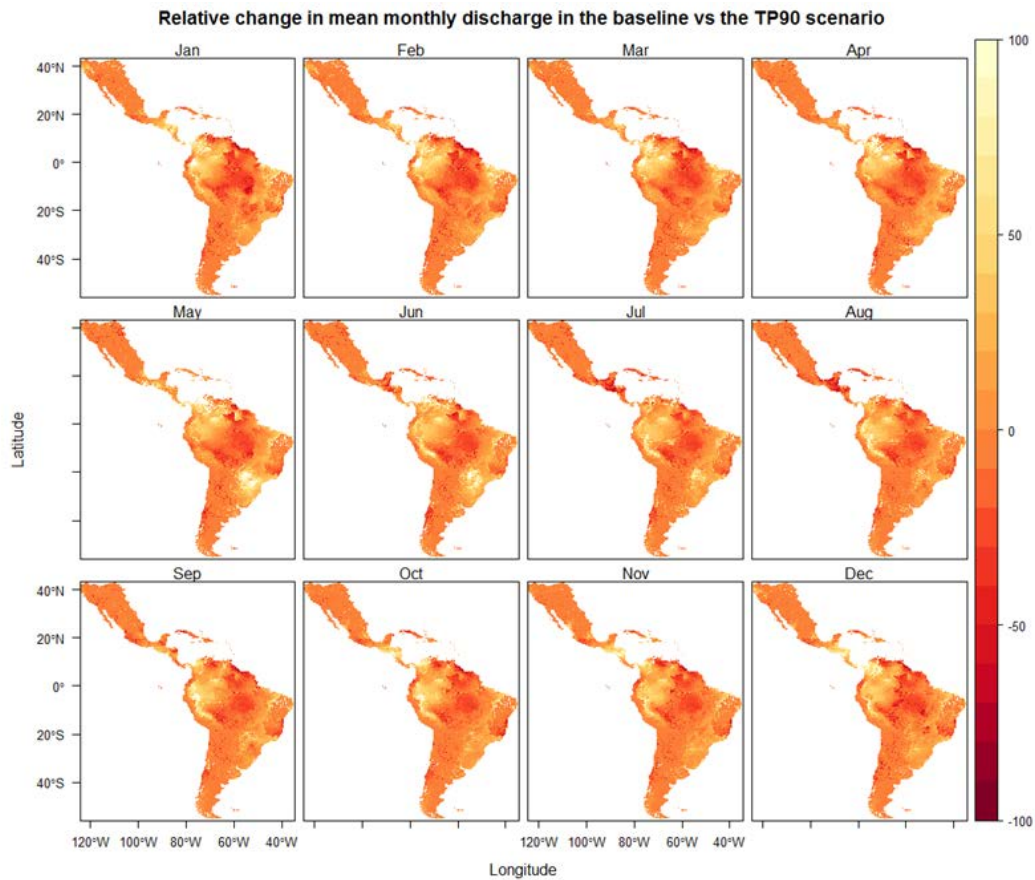 Relative change in mean monthly discharge in the baseline vs the TP90 scenario
Jan Feb Mar Apr
40°N
20°N
0°
20°S
40°S
May Jun Jul Aug
Sep Oct Nov Dec
40°N
20°N
0°
20°S
40°S
120°W 100°W 80°W 60°W 40°W 120°W 100°W 80°W 60°W 40°W
Longitude
Latitude
100
50
0
-50
-100